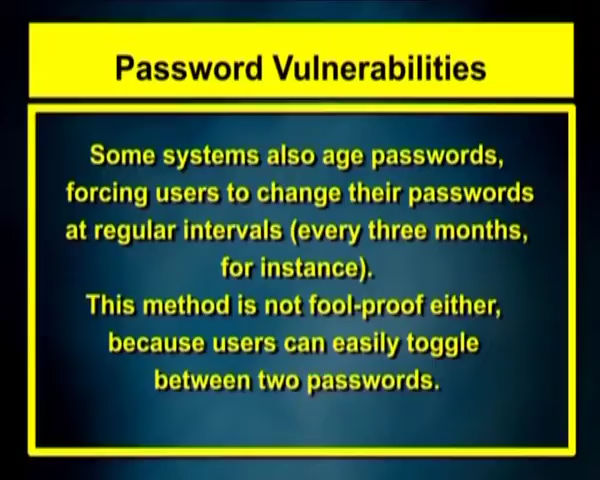 Password Vulnerabilities
Some systems also age passwords,
forcing users to change their passwords
at regular intervals (every three months,
for instance).
This method is not fool-proof either,
because users can easily toggle
between two passwords.